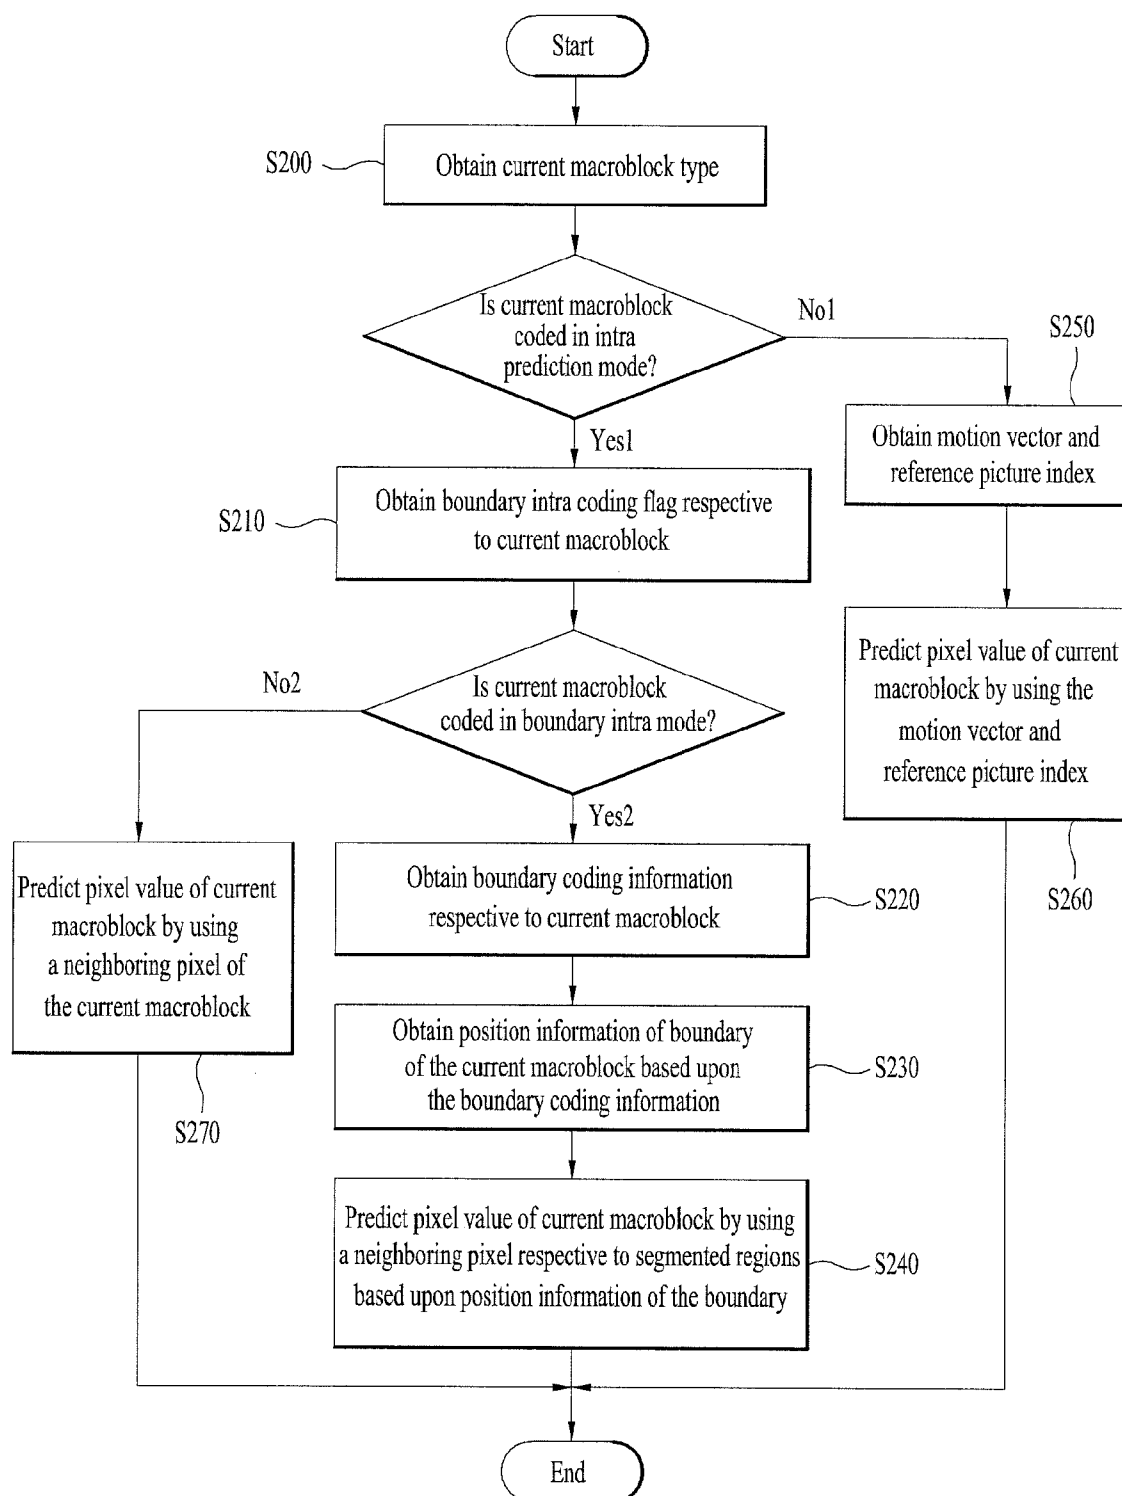 Start
S200
Obtain current macroblock type
Is current macroblock
coded in intra
prediction mode?
No1
S250
Yes1
Obtain motion vector and
reference picture index
S210
Obtain boundary intra coding flag respective
to current macroblock
Predict pixel value of current
macroblock by using the
motion vector and
reference picture index
S260
No2
Is current macroblock
coded in boundary intra mode?
Yes2
Predict pixel value of current
macroblock by using
a neighboring pixel of
the current macroblock
S270
Obtain boundary coding information
respective to current macroblock
S220
Obtain position information of boundary
of the current macroblock based upon
the boundary coding information
S230
Predict pixel value of current macroblock by using
a neighboring pixel respective to segmented regions
based upon position information of the boundary
S240
End